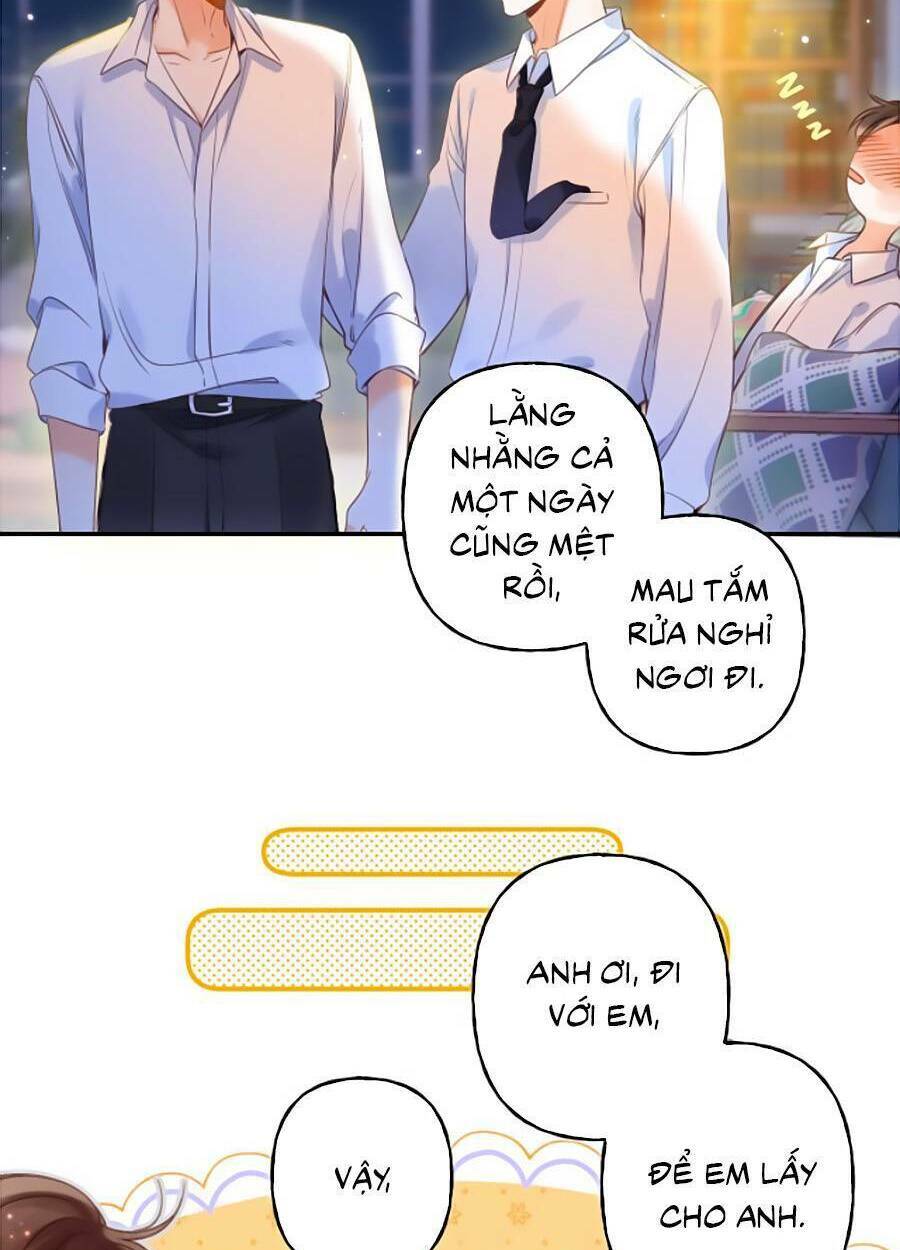 Z
Z
Z
LẰNG
NHẰNG CẢ
MỘT NGÀY
CŨNG MỆT
RỒI,
MAU TẮM
RỬA NGHỈ
NGƠI ĐI.
ANH ƠI, ĐI
VỚI EM,
ĐỂ EM LẤY
CHO ANH.
VẬY,